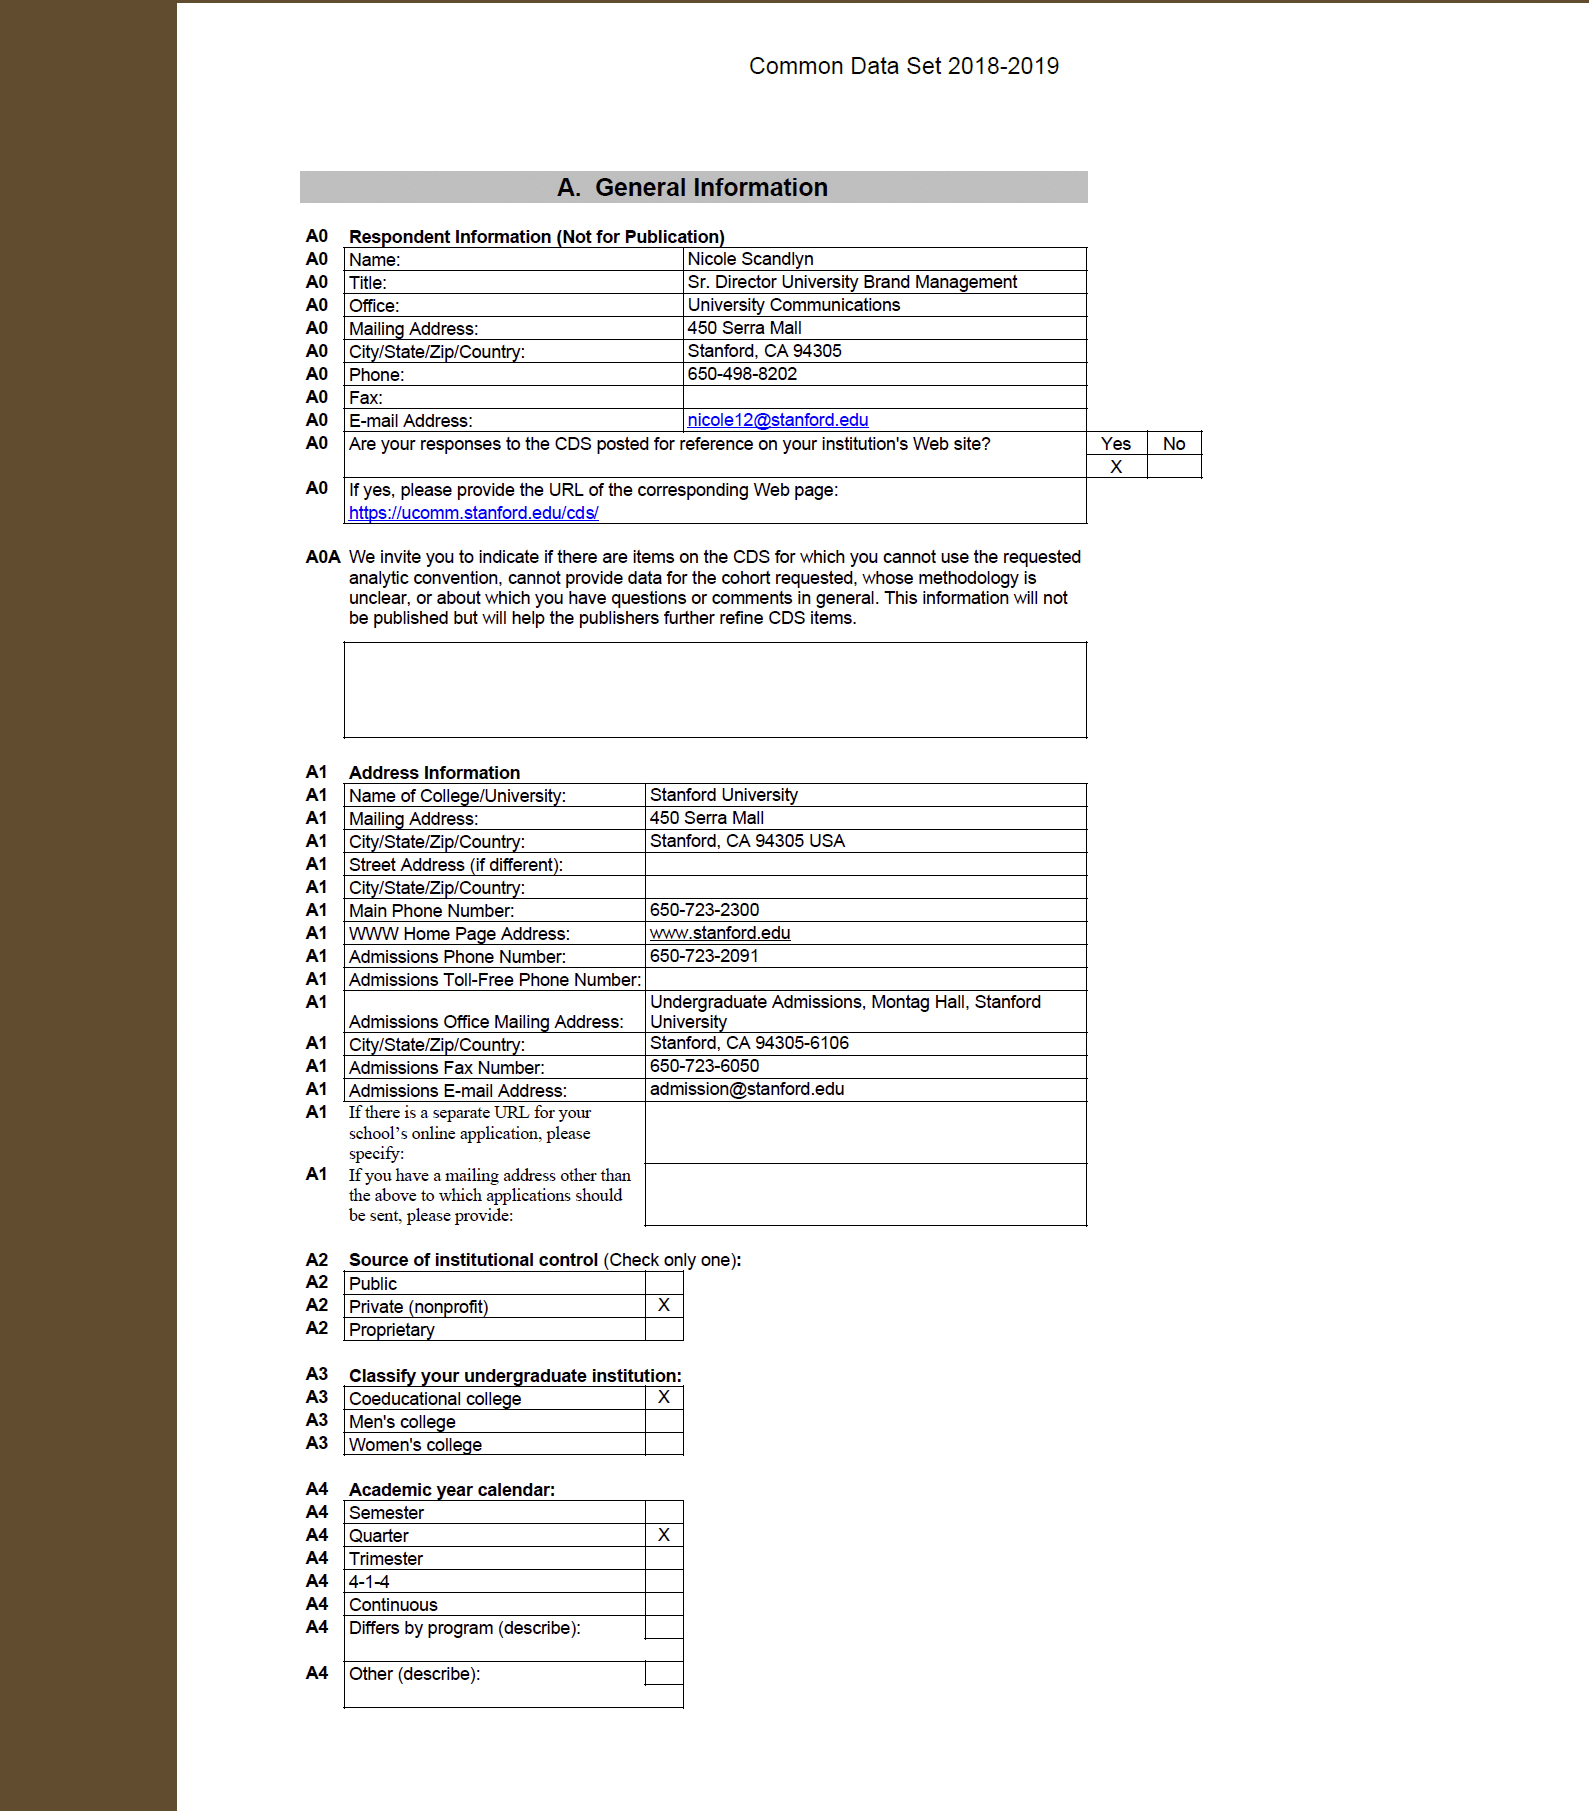 Common Data Set 2018-2019
A. General Information
A0 Respondent Information (Not for Publication)
A0 Name: Nicole Scandlyn
A0 Title: Sr. Director University Brand Management
A0 Office: University Communications
A0 Mailing Address: 450 Serra Mall
A0 City/State/Zip/Country: Stanford, CA 94305
A0 Phone: 650-498-8202
A0 Fax:
A0 E-mail Address: nicole12@stanford.edu
A0 Are your responses to the CDS posted for reference on your institution's Web site? Yes No
X
A0 If yes, please provide the URL of the corresponding Web page:
https://ucomm.stanford.edu/cds/
A0A We invite you to indicate if there are items on the CDS for which you cannot use the requested
analytic convention, cannot provide data for the cohort requested, whose methodology is
unclear, or about which you have questions or comments in general. This information will not
be published but will help the publishers further refine CDS items.
A1 Address Information
A1 Name of College/University: Stanford University
A1 Mailing Address: 450 Serra Mall
A1 City/State/Zip/Country: Stanford, CA 94305 USA
A1 Street Address (if different):
A1 City/State/Zip/Country:
A1 Main Phone Number: 650-723-2300
A1 WWW Home Page Address: www.stanford.edu
A1 Admissions Phone Number: 650-723-2091
A1 Admissions Toll-Free Phone Number:
A1 Undergraduate Admissions, Montag Hall, Stanford
Admissions Office Mailing Address: University
A1 City/State/Zip/Country: Stanford, CA 94305-6106
A1 Admissions Fax Number: 650-723-6050
A1 Admissions E-mail Address: admission@stanford.edu
A1 If there is a separate URL for your
school’s online application, please
specify:
A1 If you have a mailing address other than
the above to which applications should
be sent, please provide:
A2 Source of institutional control (Check only one):
A2 Public
A2 Private (nonprofit) X
A2 Proprietary
A3 Classify your undergraduate institution:
A3 Coeducational college X
A3 Men's college
A3 Women's college
A4 Academic year calendar:
A4 Semester
A4 Quarter X
A4 Trimester
A4 4-1-4
A4 Continuous
A4 Differs by program (describe):
A4 Other (describe):